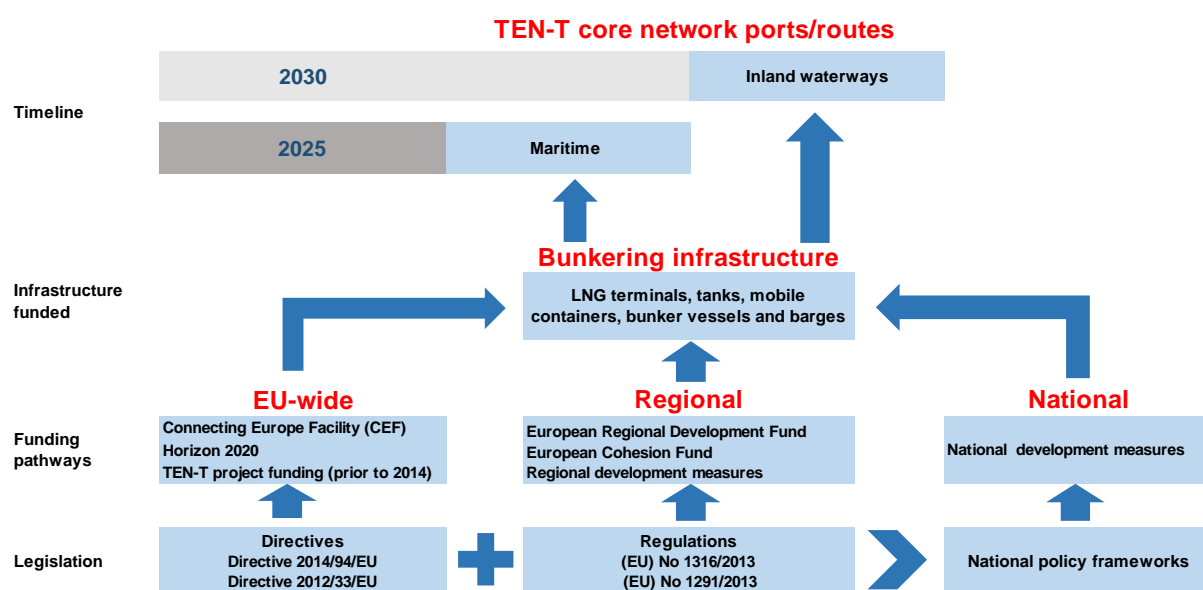 TEN-T core network ports/routes
2030
Inland waterways
Timeline
2025
Maritime
Bunkering infrastructure
Infrastructure
funded
LNG terminals, tanks, mobile
containers, bunker vessels and barges
EU-wide
Regional
National
Funding
pathways
Connecting Europe Facility (CEF)
Horizon 2020
TEN-T project funding (prior to 2014)
European Regional Development Fund
European Cohesion Fund
Regional development measures
National development measures
Legislation
Directives
Directive 2014/94/EU
Directive 2012/33/EU
Regulations
(EU) No 1316/2013
(EU) No 1291/2013
National policy frameworks